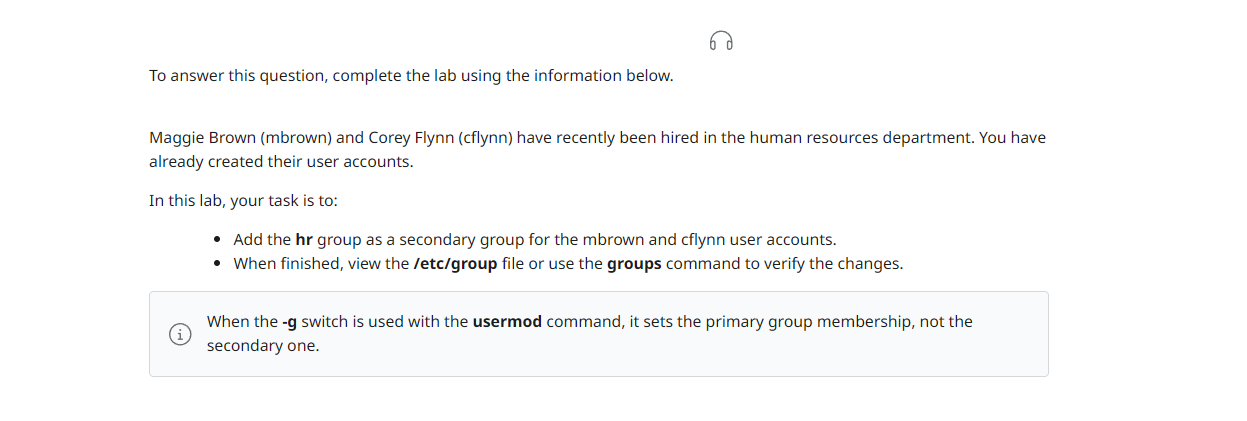 To answer this question, complete the lab using the information below.
Maggie Brown (mbrown) and Corey Flynn (cflynn) have recently been hired in the human resources department. You have
already created their user accounts.
In this lab, your task is to:
• Add the hr group as a secondary group for the mbrown and cflynn user accounts.
• When finished, view the /etc/group file or use the groups command to verify the changes.
When the -g switch is used with the usermod command, it sets the primary group membership, not the
secondary one.